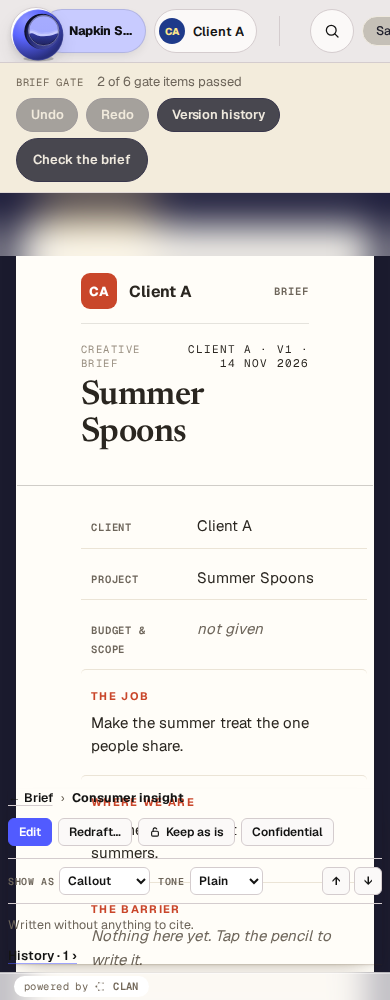 Napkin S...
CA
Client A
Sa
BRIEF GATE 2 of 6 gate items passed
Undo
Redo
Version history
Check the brief
CA
Client A
BRIEF
CREATIVE BRIEF
CLIENT A · V1 ·
14 NOV 2026
Summer
Spoons
CLIENT
Client A
PROJECT
Summer Spoons
BUDGET &
SCOPE
not given
THE JOB
Make the summer treat the one
people share.
Brief › Consumer insight
WHERE WE ARE
Edit
Redraft...
Keep as is
Confidential
summers.
SHOW AS
Callout
TONE
Plain
↑
↓
THE BARRIER
Written without anything to cite.
Nothing here yet. Tap the pencil to
write it.
History · 1 ›
powered by CLAN